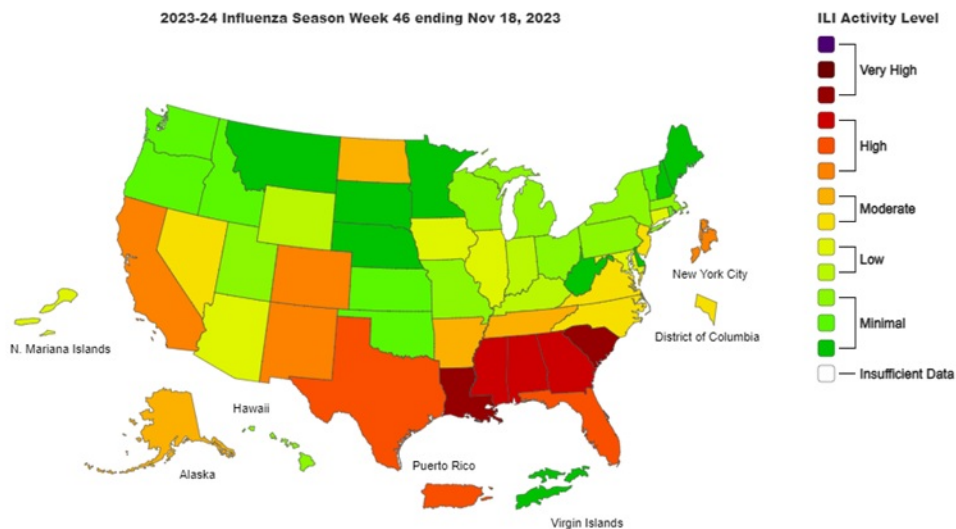 2023-24 Influenza Season Week 46 ending Nov 18, 2023
ILI Activity Level
Very High
High
Moderate
Low
Minimal
Insufficient Data
New York City
District of Columbia
N. Mariana Islands
Hawaii
Alaska
Puerto Rico
Virgin Islands